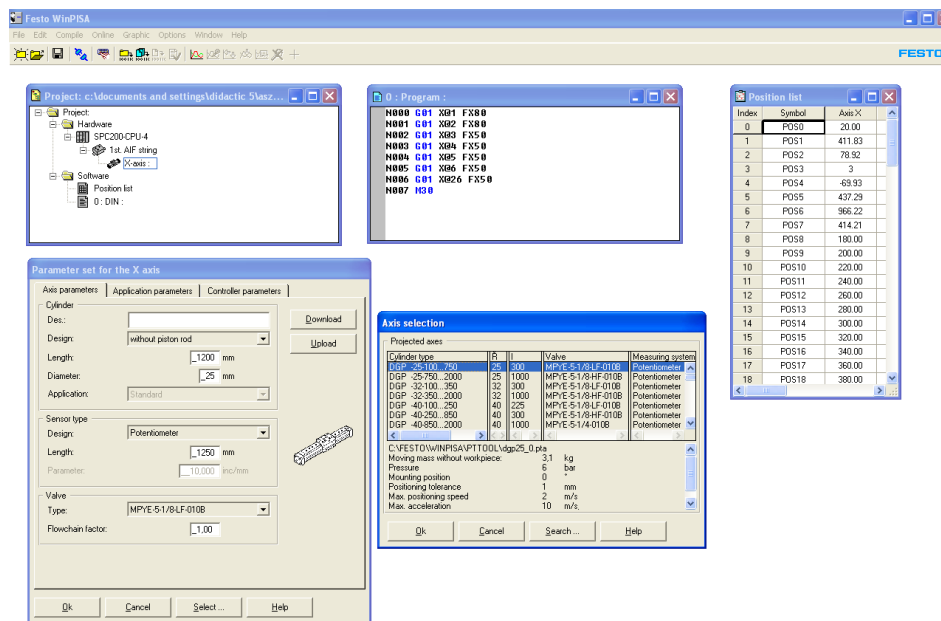 Festo WinPISA
File Edit Compile Online Graphic Options Window Help
FESTO
Project: c:\documents and settings\didactic 5\asz...
Project:
Hardware
SPC200-CPU-4
1st. AIF string
X-axis :
Software
Position list
0 : DIN :
0 : Program :
N000 G01 X@1 FX80
N001 G01 X@2 FX80
N002 G01 X@3 FX50
N003 G01 X@4 FX50
N004 G01 X@5 FX50
N005 G01 X@6 FX50
N006 G01 X@26 FX50
N007 M30
Position list
Index Symbol Axis X
0 POS0 20.00
1 POS1 411.83
2 POS2 78.92
3 POS3 3
4 POS4 -69.93
5 POS5 437.29
6 POS6 966.22
7 POS7 414.21
8 POS8 180.00
9 POS9 200.00
10 POS10 220.00
11 POS11 240.00
12 POS12 260.00
13 POS13 280.00
14 POS14 300.00
15 POS15 320.00
16 POS16 340.00
17 POS17 360.00
18 POS18 380.00
Parameter set for the X axis
Axis parameters Application parameters Controller parameters
Cylinder
Des.:
Design: without piston rod
Length: _1200 mm
Diameter: _25 mm
Application: Standard
Download
Upload
Sensor type
Design: Potentiometer
Length: _1250 mm
Parameter: __10,000 inc/mm
Valve
Type: MPYE-5-1/8-LF-010B
Flowchain factor: _1,00
Ok Cancel Select ... Help
Axis selection
Projected axes
Cylinder type Ř l Valve Measuring system
DGP -25-100...750 25 300 MPYE-5-1/8-LF-010B Potentiometer
DGP -25-750...2000 25 1000 MPYE-5-1/8-HF-010B Potentiometer
DGP -32-100...350 32 300 MPYE-5-1/8-LF-010B Potentiometer
DGP -32-350...2000 32 1000 MPYE-5-1/8-HF-010B Potentiometer
DGP -40-100...250 40 225 MPYE-5-1/8-LF-010B Potentiometer
DGP -40-250...850 40 300 MPYE-5-1/8-HF-010B Potentiometer
DGP -40-850...2000 40 1000 MPYE-5-1/4-010B Potentiometer
C:\FESTO\WINPISA\PTTOOL\dgp25_0.pta
Moving mass without workpiece: 3,1 kg
Pressure 6 bar
Mounting position 0 °
Positioning tolerance 1 mm
Max. positioning speed 2 m/s
Max. acceleration 10 m/s˛
Ok Cancel Search ... Help